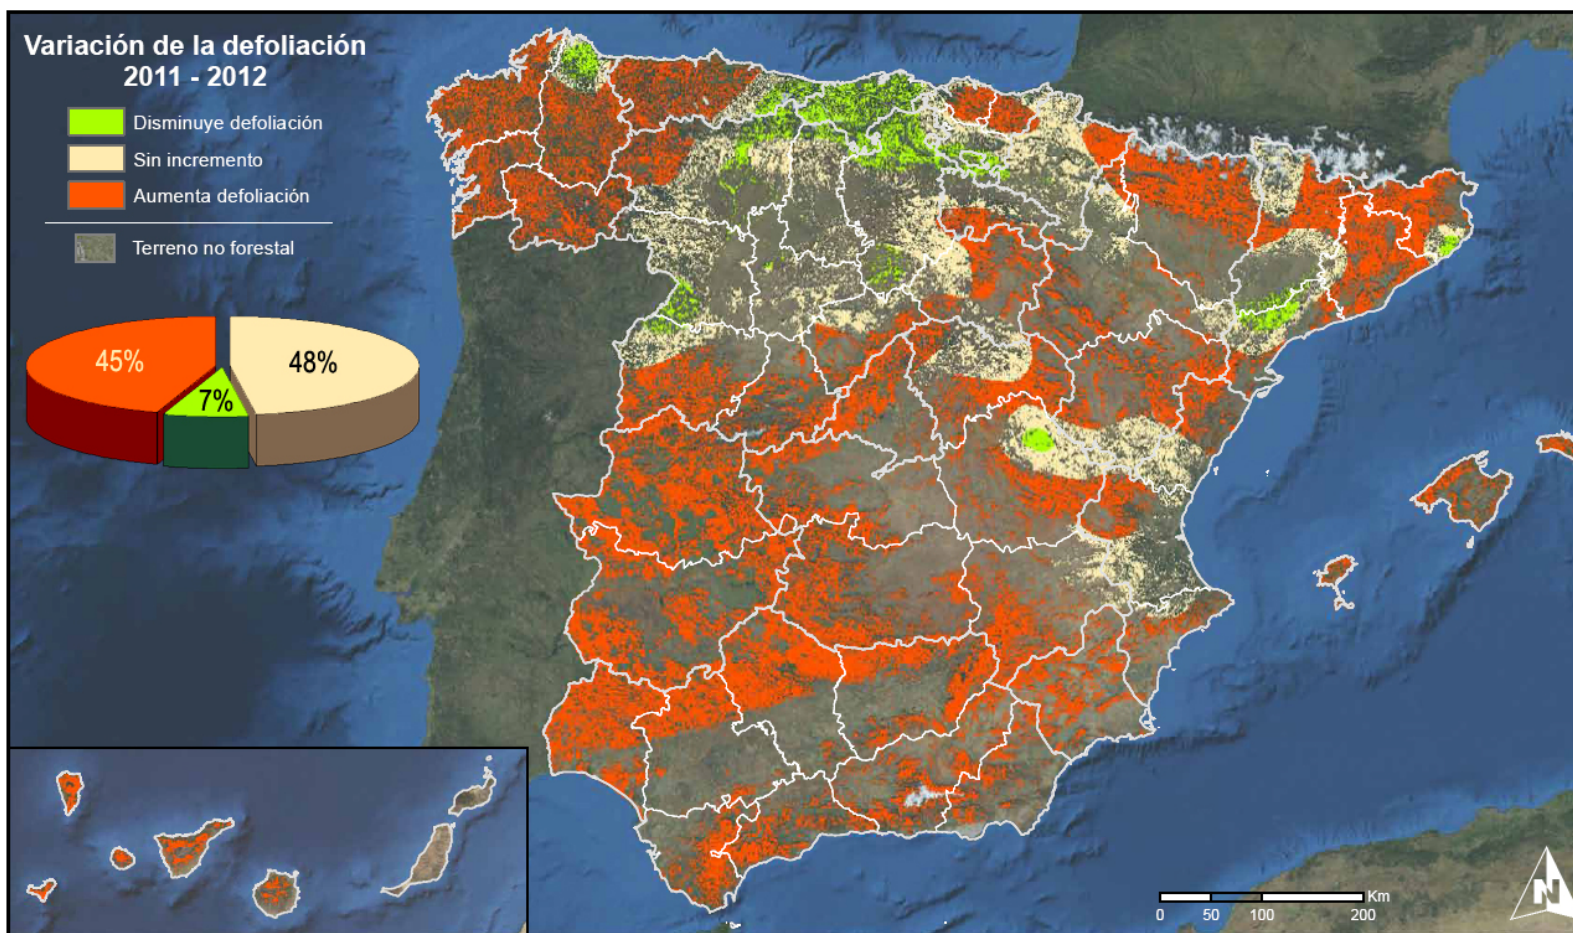 Variación de la defoliación
2011 - 2012
Disminuye defoliación
Sin incremento
Aumenta defoliación
Terreno no forestal
45%
48%
7%
Km
0 50 100 200
N